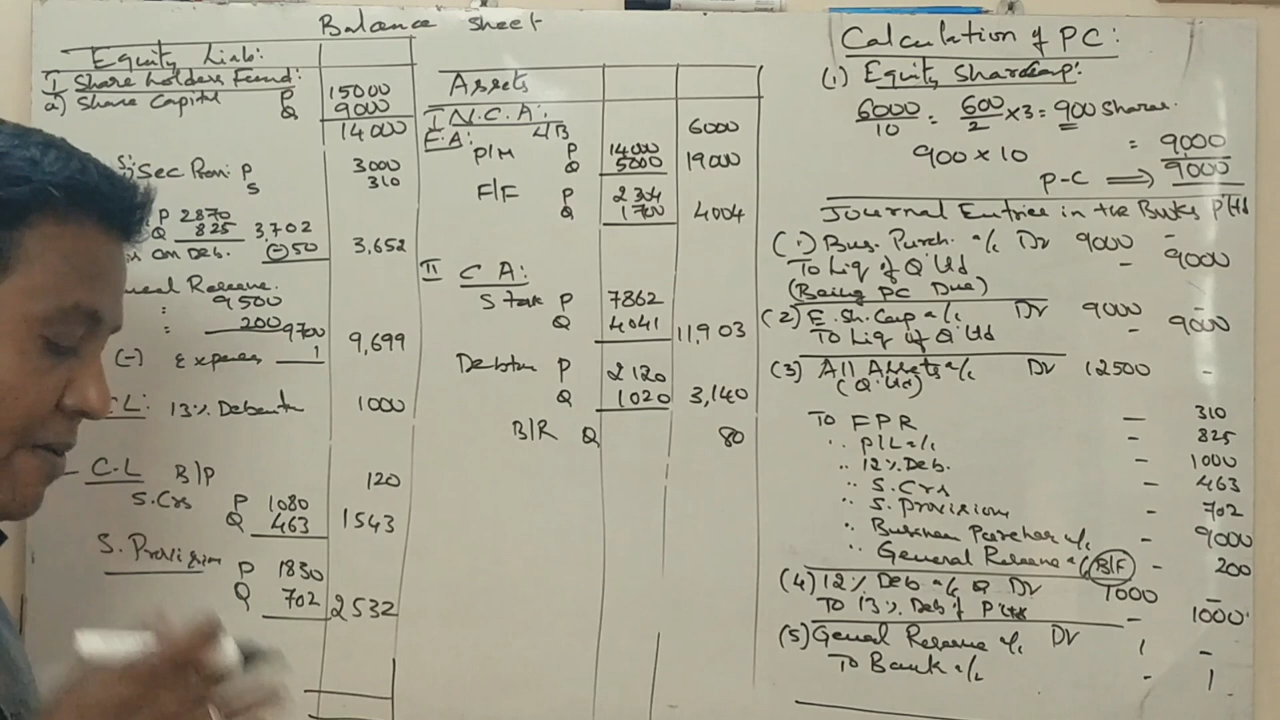 Balance Sheet
Equity Liab:
I Share holders Fund:
a) Share Capital P 15000
Q 9000
14000
Sec Prem: P 3000
S 310
P 2870
Q 825 3,702
on Deb. (-) 50 3,652
Reserve.
: 9500
: 200 9700
(-) Expenses 1 9,699
C.L: 13% Debentu 1000
- C.L B/P 120
S.Crs P 1080
Q 463 1543
S. Provision P 1830
Q 702 2532
Assets
I N.C.A:
F.A: L/B 6000
P/M P 14000
Q 5000 19000
F/F P 2304
Q 1700 4004
II C A:
Stock P 7862
Q 4041 11,903
Debtors P 2120
Q 1020 3,140
B/R Q 80
Calculation of PC:
(1) Equity Sharecap:
6000/10 = 600/2 x3 = 900 Shares.
900 x 10 = 9000
P-C ⟹ 9000
Journal Entries in the Books P Ltd
(1) Bus. Purch. a/c Dr 9000 -
To Liq of Q Ltd - 9000
(Being PC Due)
(2) E.Sh.Cap a/c Dr 9000 -
To Liq of Q Ltd - 9000
(3) All Assets a/c Dr 12500 -
(Q Ltd)
To FPR - 310
" P/L a/c - 825
" 12% Deb. - 1000
" S. Crs - 463
" S. Provision - 702
" Business Purchase a/c - 9000
" General Reserve a/c (B/F) - 200
(4) 12% Deb a/c Q Dr 1000 -
To 13% Deb of P Ltd - 1000
(5) General Reserve a/c Dr 1 -
To Bank a/c - 1